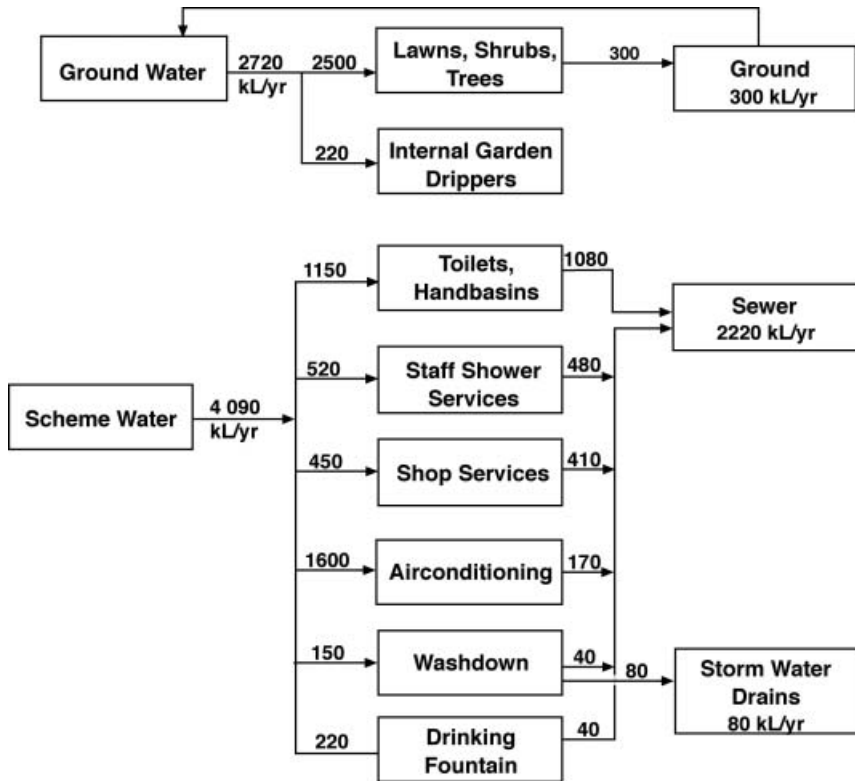 Ground Water
2720
kL/yr
2500
Lawns, Shrubs,
Trees
300
Ground
300 kL/yr
220
Internal Garden
Drippers
Scheme Water
4 090
kL/yr
1150
Toilets,
Handbasins
1080
Sewer
2220 kL/yr
520
Staff Shower
Services
480
450
Shop Services
410
1600
Airconditioning
170
150
Washdown
40
80
Storm Water
Drains
80 kL/yr
220
Drinking
Fountain
40